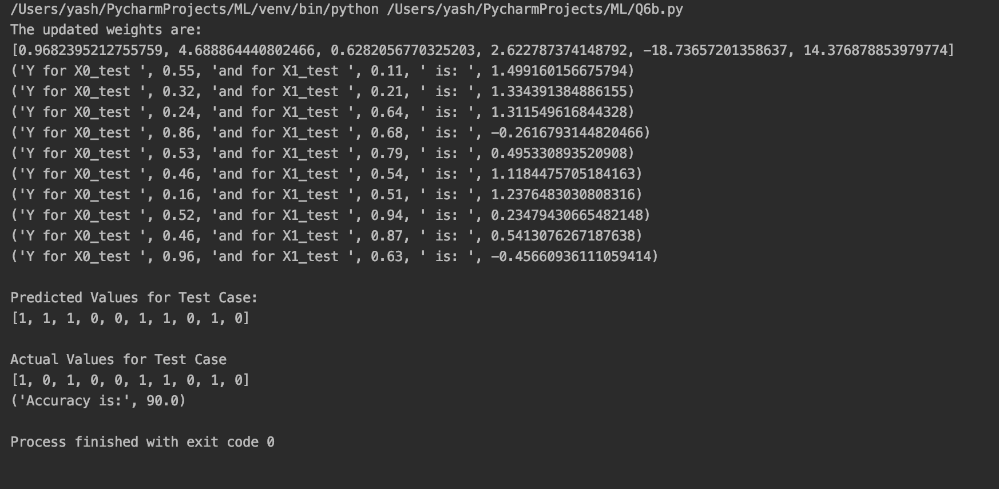 /Users/yash/PycharmProjects/ML/venv/bin/python /Users/yash/PycharmProjects/ML/Q6b.py
The updated weights are:
[0.9682395212755759, 4.688864440802466, 0.6282056770325203, 2.622787374148792, -18.73657201358637, 14.376878853979774]
('Y for X0_test ', 0.55, 'and for X1_test ', 0.11, ' is: ', 1.499160156675794)
('Y for X0_test ', 0.32, 'and for X1_test ', 0.21, ' is: ', 1.334391384886155)
('Y for X0_test ', 0.24, 'and for X1_test ', 0.64, ' is: ', 1.311549616844328)
('Y for X0_test ', 0.86, 'and for X1_test ', 0.68, ' is: ', -0.2616793144820466)
('Y for X0_test ', 0.53, 'and for X1_test ', 0.79, ' is: ', 0.495330893520908)
('Y for X0_test ', 0.46, 'and for X1_test ', 0.54, ' is: ', 1.1184475705184163)
('Y for X0_test ', 0.16, 'and for X1_test ', 0.51, ' is: ', 1.2376483030808316)
('Y for X0_test ', 0.52, 'and for X1_test ', 0.94, ' is: ', 0.23479430665482148)
('Y for X0_test ', 0.46, 'and for X1_test ', 0.87, ' is: ', 0.5413076267187638)
('Y for X0_test ', 0.96, 'and for X1_test ', 0.63, ' is: ', -0.45660936111059414)

Predicted Values for Test Case:
[1, 1, 1, 0, 0, 1, 1, 0, 1, 0]

Actual Values for Test Case
[1, 0, 1, 0, 0, 1, 1, 0, 1, 0]
('Accuracy is:', 90.0)

Process finished with exit code 0